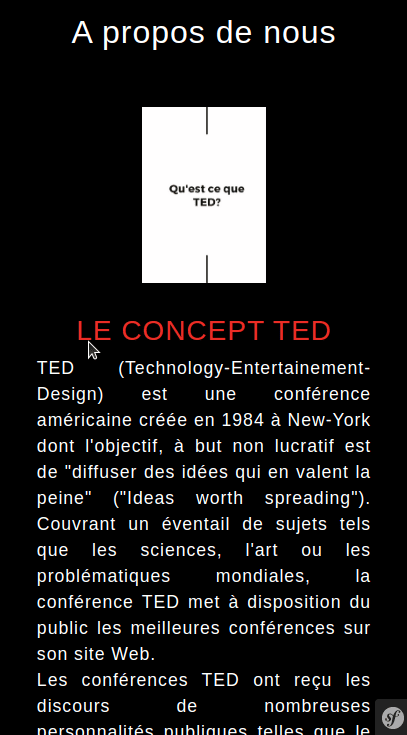 A propos de nous
Qu'est ce que
TED?
LE CONCEPT TED
TED (Technology-Entertainement-
Design) est une conférence
américaine créée en 1984 à New-York
dont l'objectif, à but non lucratif est
de "diffuser des idées qui en valent la
peine" ("Ideas worth spreading").
Couvrant un éventail de sujets tels
que les sciences, l'art ou les
problématiques mondiales, la
conférence TED met à disposition du
public les meilleures conférences sur
son site Web.
Les conférences TED ont reçu les
discours de nombreuses
personnalités publiques telles que le
sf